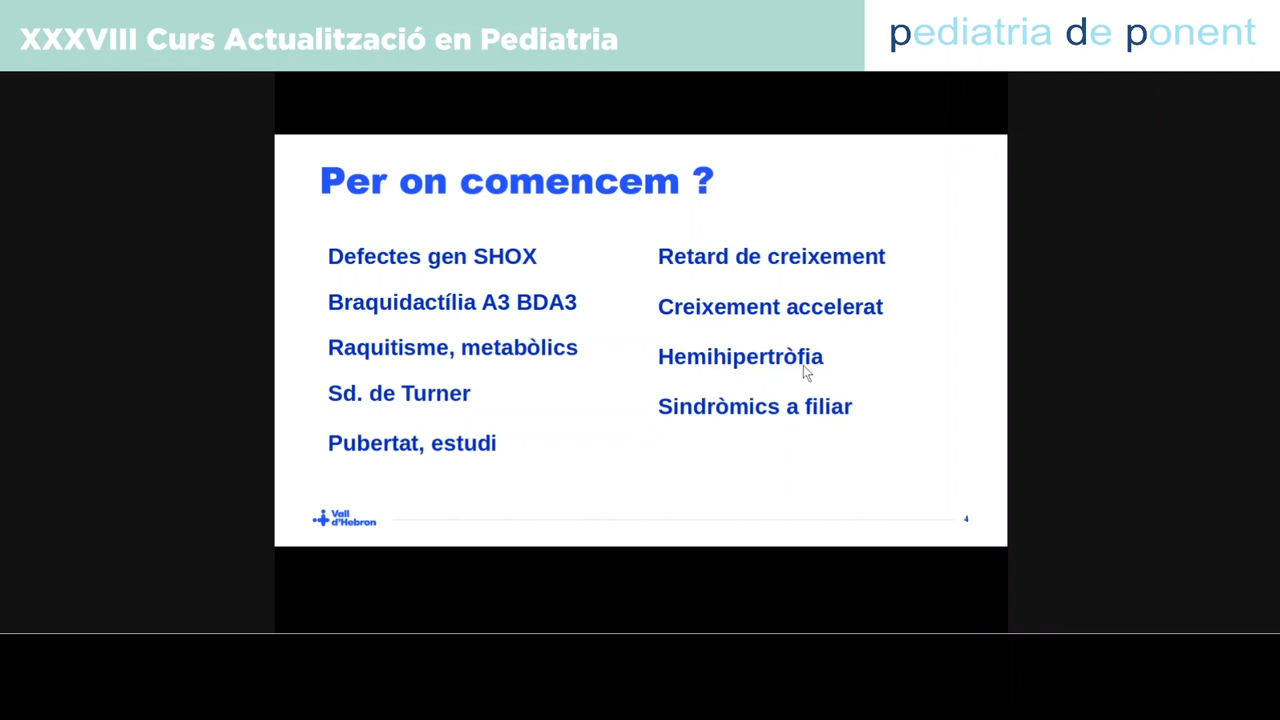 XXXVIII Curs Actualització en Pediatria
pediatria de ponent
Per on comencem ?
Defectes gen SHOX
Braquidactília A3 BDA3
Raquitisme, metabòlics
Sd. de Turner
Pubertat, estudi
Retard de creixement
Creixement accelerat
Hemihipertròfia
Sindròmics a filiar
Vall
d'Hebron
4